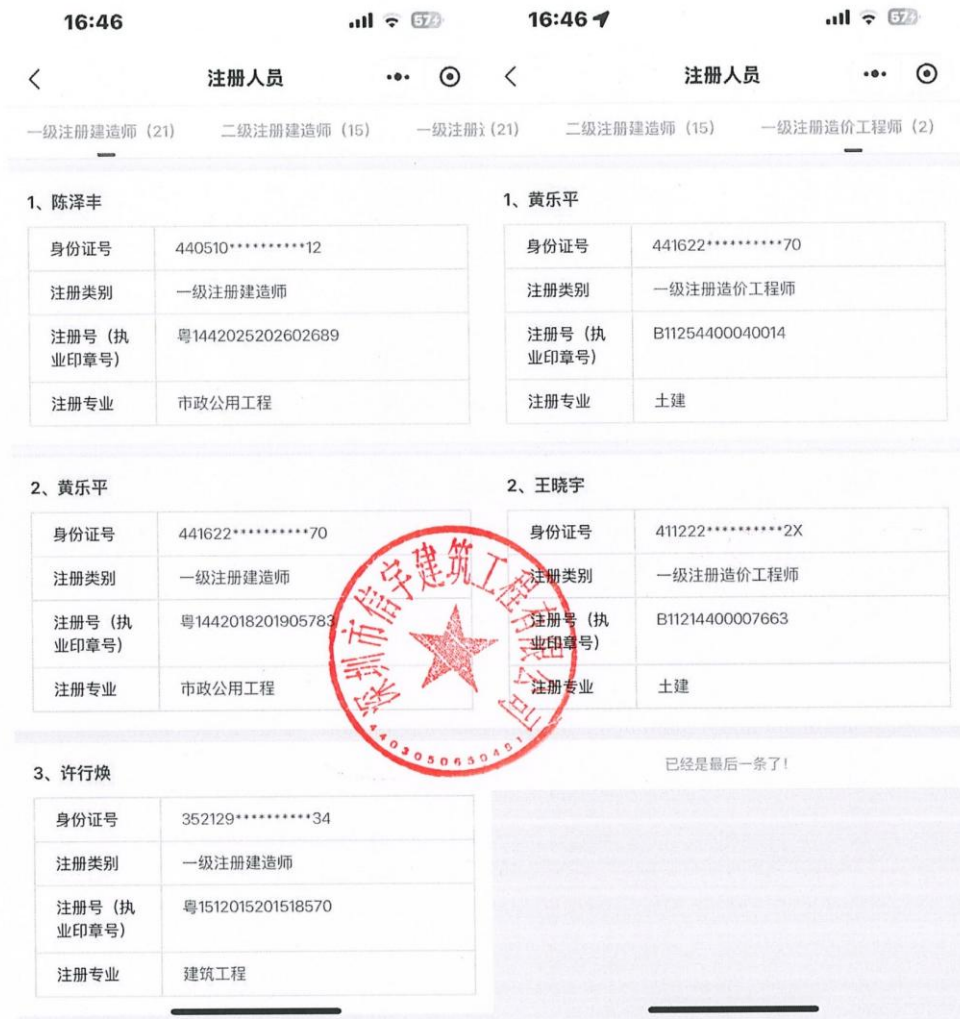 16:46
57
注册人员
一级注册建造师（21）
二级注册建造师（15）
一级注册
1、陈泽丰
身份证号 440510**********12
注册类别 一级注册建造师
注册号（执
业印章号） 粤1442025202602689
注册专业 市政公用工程
2、黄乐平
身份证号 441622**********70
注册类别 一级注册建造师
注册号（执
业印章号） 粤1442018201905783
注册专业 市政公用工程
3、许行焕
身份证号 352129**********34
注册类别 一级注册建造师
注册号（执
业印章号） 粤1512015201518570
注册专业 建筑工程
16:46
57
注册人员
(21)
二级注册建造师（15）
一级注册造价工程师（2）
1、黄乐平
身份证号 441622**********70
注册类别 一级注册造价工程师
注册号（执
业印章号） B11254400040014
注册专业 土建
2、王晓宇
身份证号 411222**********2X
注册类别 一级注册造价工程师
注册号（执
业印章号） B11214400007663
注册专业 土建
已经是最后一条了!
深圳市信宇建筑工程有限公司